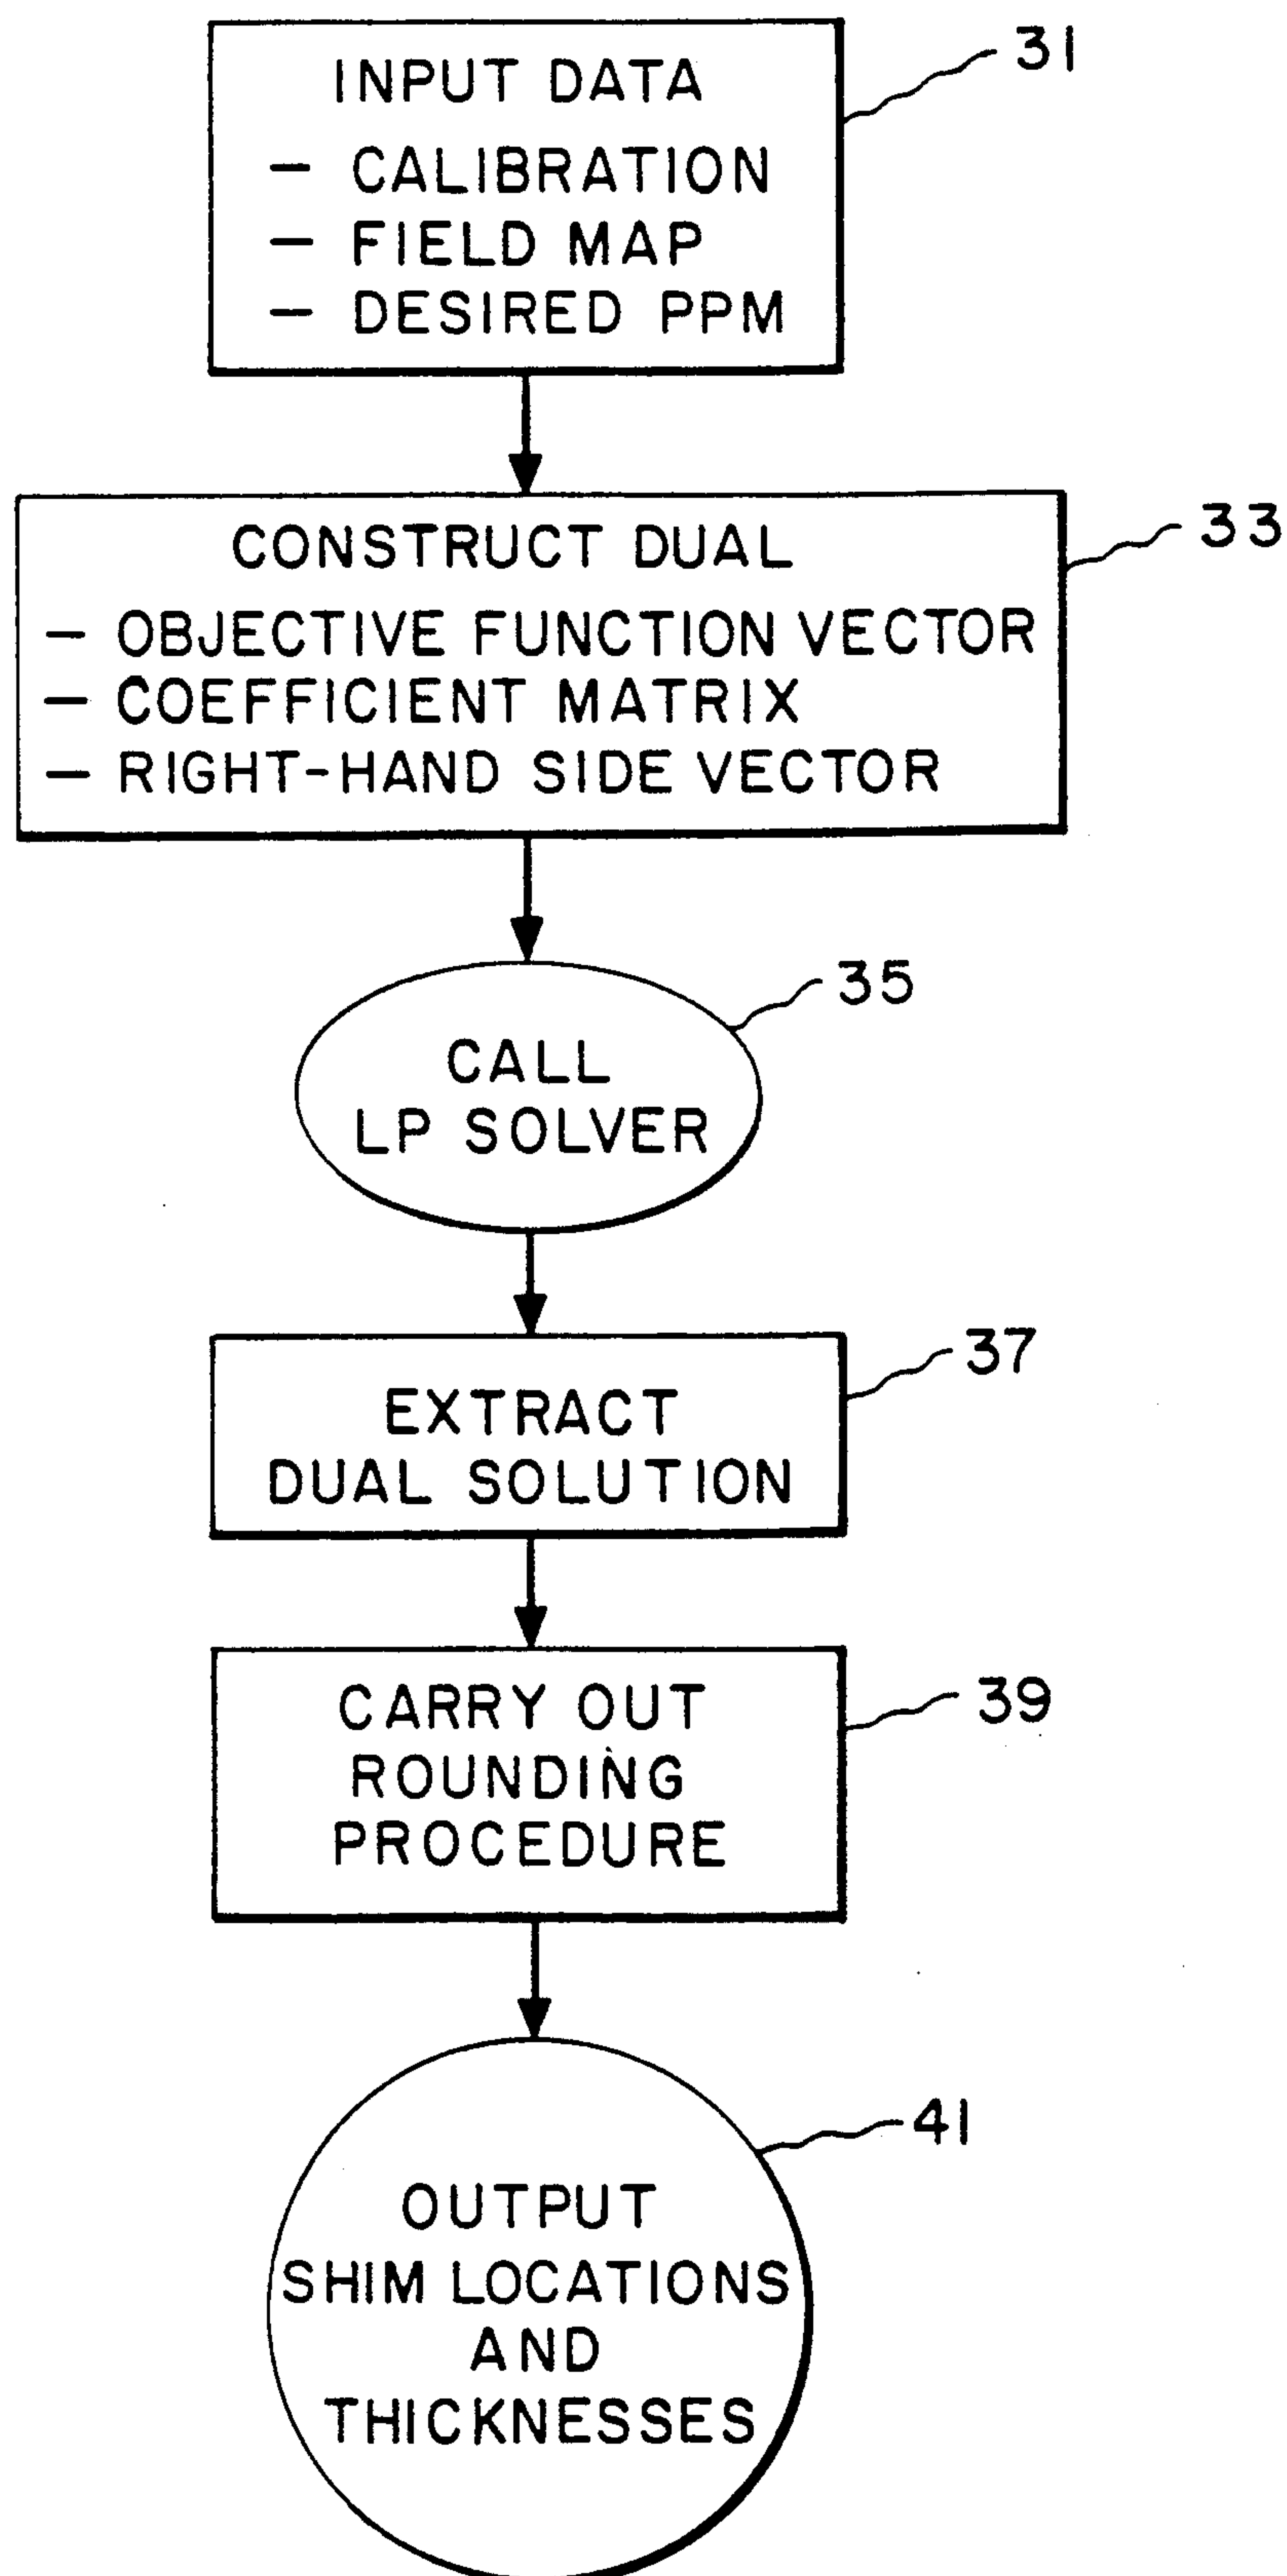 INPUT DATA
31
- CALIBRATION
- FIELD MAP
- DESIRED PPM
CONSTRUCT DUAL
33
- OBJECTIVE FUNCTION VECTOR
- COEFFICIENT MATRIX
- RIGHT-HAND SIDE VECTOR
35
CALL
LP SOLVER
37
EXTRACT
DUAL SOLUTION
39
CARRY OUT
ROUNDING
PROCEDURE
41
OUTPUT
SHIM LOCATIONS
AND
THICKNESSES